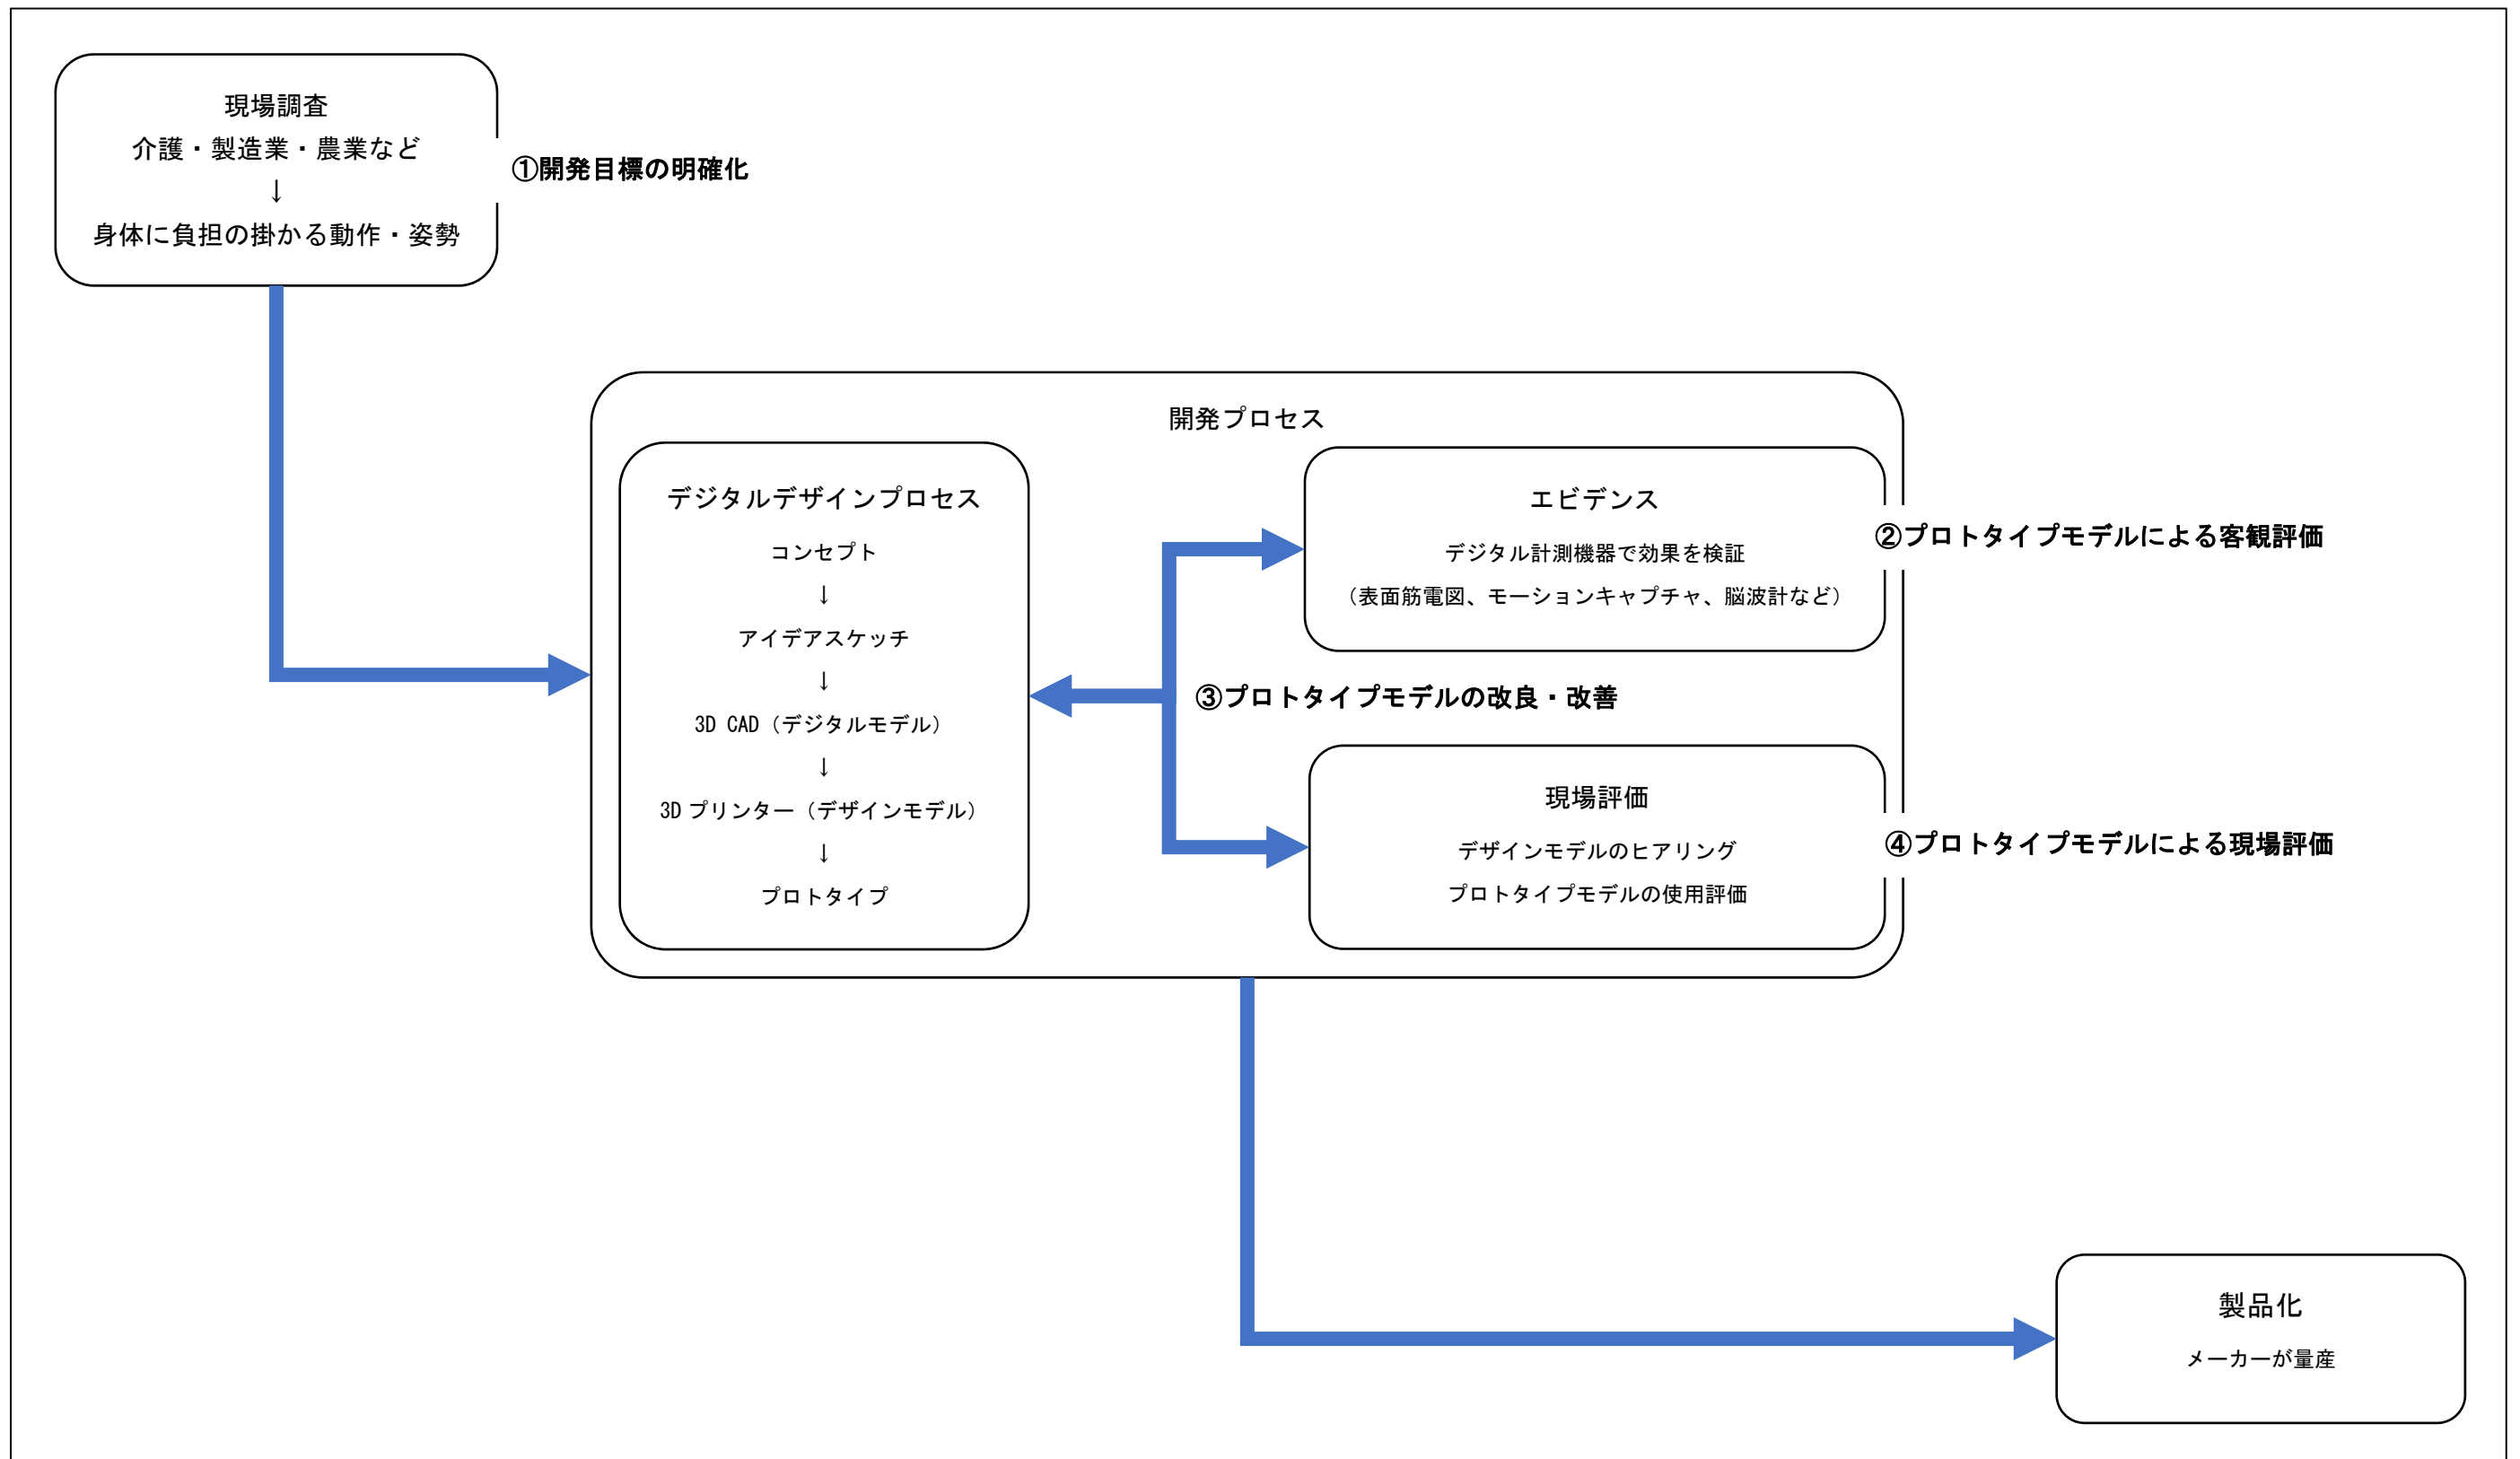 現場調査
介護・製造業・農業など
↓
身体に負担の掛かる動作・姿勢
①開発目標の明確化
開発プロセス
デジタルデザインプロセス
コンセプト
↓
アイデアスケッチ
↓
3D CAD（デジタルモデル）
↓
3D プリンター（デザインモデル）
↓
プロトタイプ
エビデンス
デジタル計測機器で効果を検証
（表面筋電図、モーションキャプチャ、脳波計など）
②プロトタイプモデルによる客観評価
③プロトタイプモデルの改良・改善
現場評価
デザインモデルのヒアリング
プロトタイプモデルの使用評価
④プロトタイプモデルによる現場評価
製品化
メーカーが量産